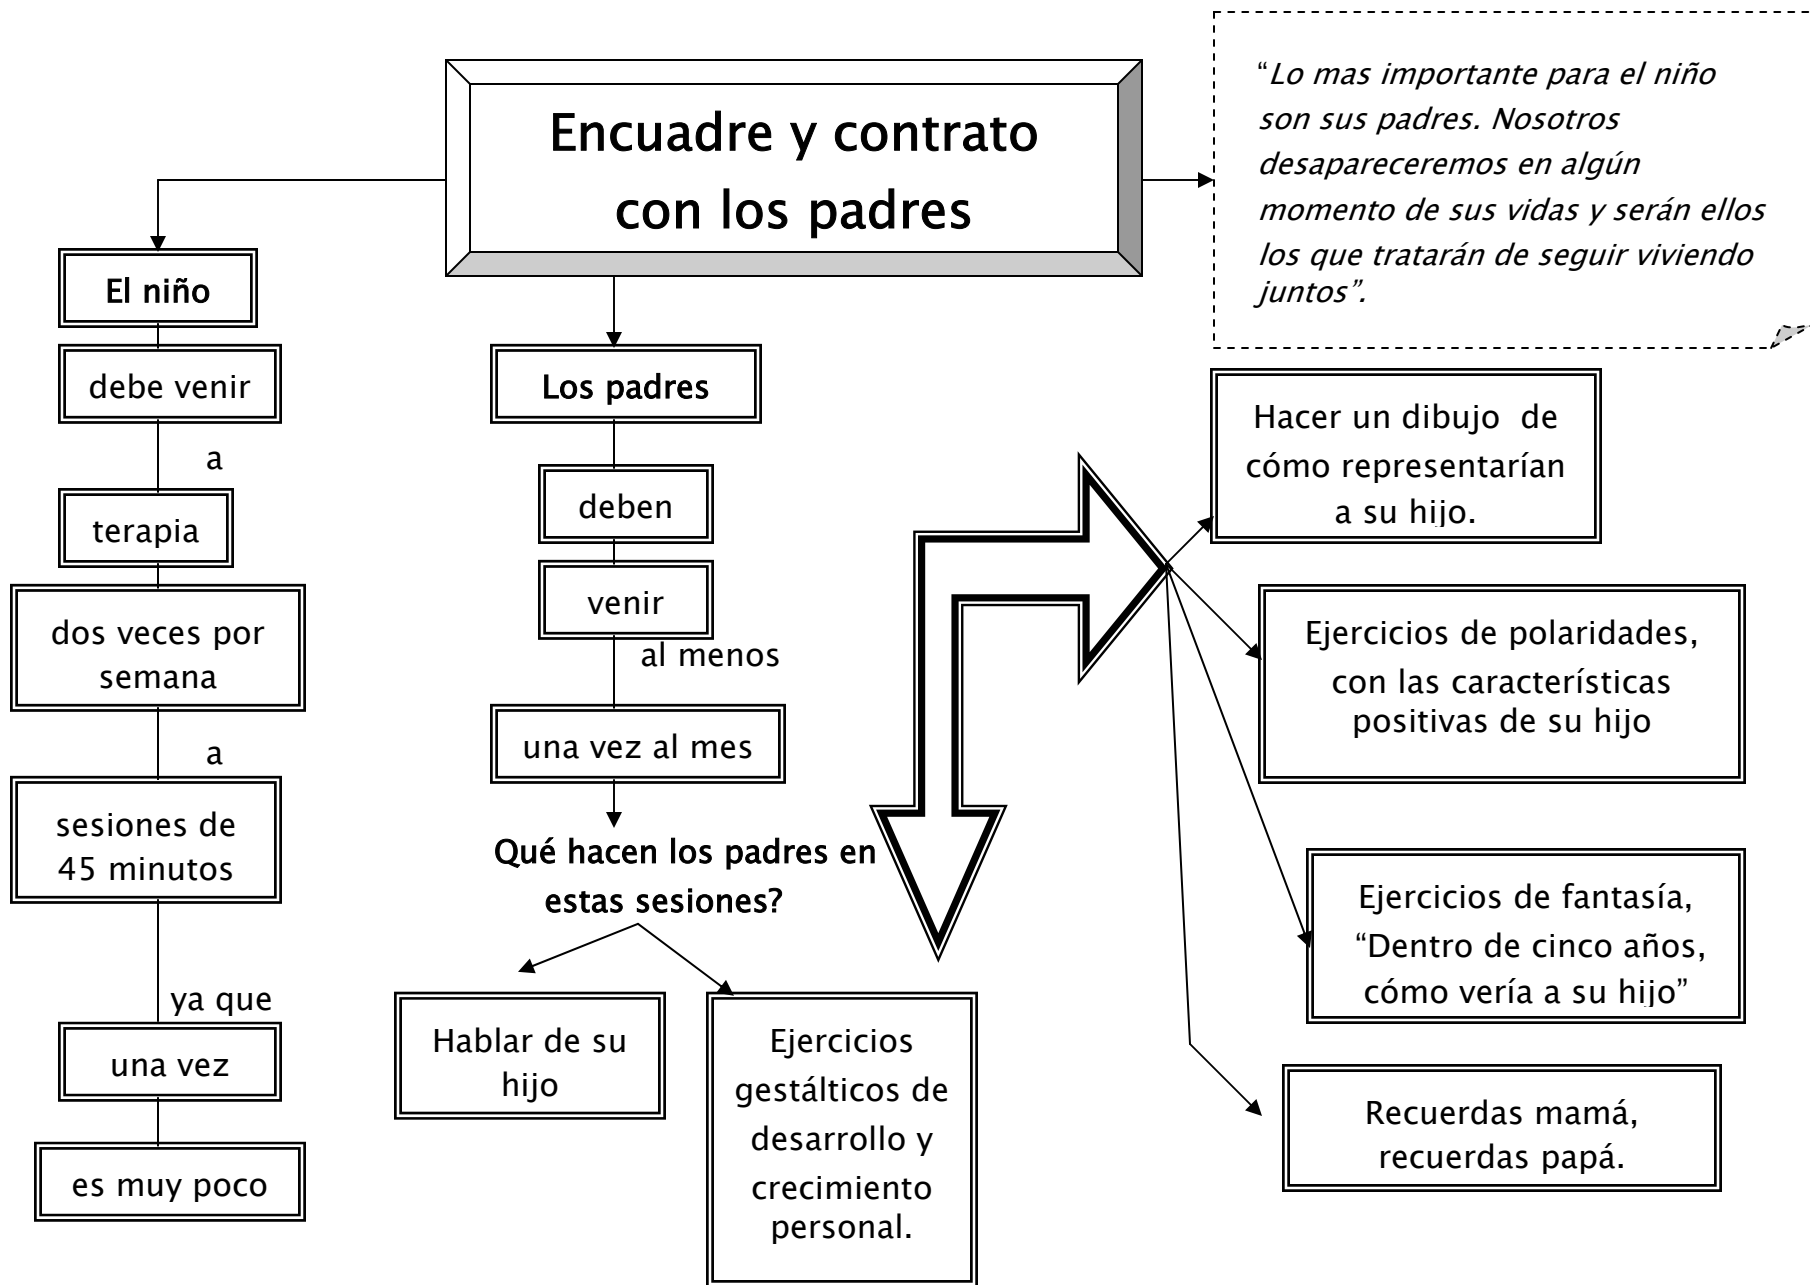 Encuadre y contrato
con los padres
“Lo mas importante para el niño
son sus padres. Nosotros
desapareceremos en algún
momento de sus vidas y serán ellos
los que tratarán de seguir viviendo
juntos”.
El niño
debe venir
a
terapia
dos veces por
semana
a
sesiones de
45 minutos
ya que
una vez
es muy poco
Los padres
deben
venir
al menos
una vez al mes
Qué hacen los padres en
estas sesiones?
Hablar de su
hijo
Ejercicios
gestálticos de
desarrollo y
crecimiento
personal.
Hacer un dibujo de
cómo representarían
a su hijo.
Ejercicios de polaridades,
con las características
positivas de su hijo
Ejercicios de fantasía,
“Dentro de cinco años,
cómo vería a su hijo”
Recuerdas mamá,
recuerdas papá.